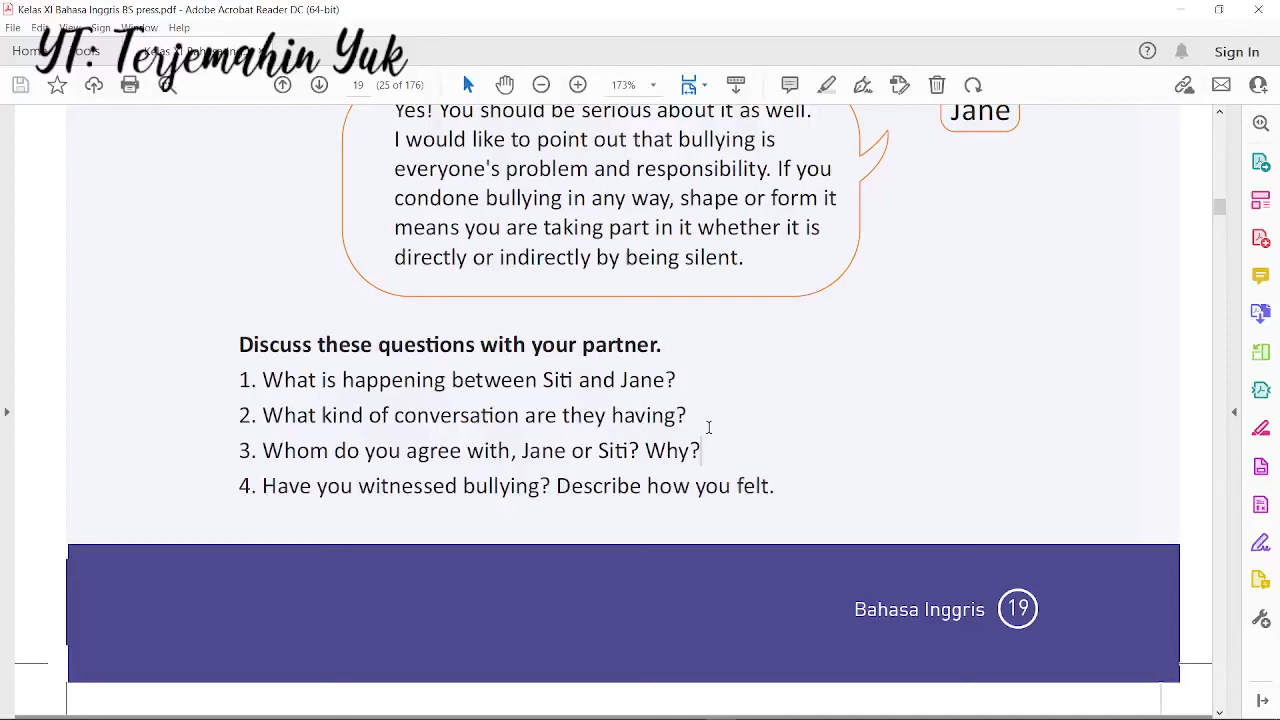 Kelas XI Bahasa Inggris BS press.pdf - Adobe Acrobat Reader DC (64-bit)
File Edit View Sign Window Help
YT: Terjemahin Yuk
Home Tools
Sign In
19 (25 of 176) 173%
Yes! You should be serious about it as well.
Jane
I would like to point out that bullying is
everyone's problem and responsibility. If you
condone bullying in any way, shape or form it
means you are taking part in it whether it is
directly or indirectly by being silent.
Discuss these questions with your partner.
1. What is happening between Siti and Jane?
2. What kind of conversation are they having?
3. Whom do you agree with, Jane or Siti? Why?
4. Have you witnessed bullying? Describe how you felt.
Bahasa Inggris 19